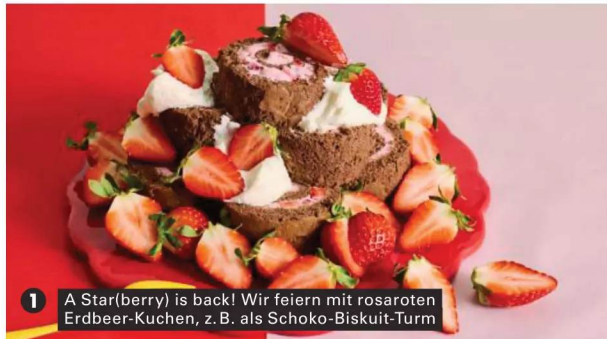 1 A Star(berry) is back! Wir feiern mit rosaroten
Erdbeer-Kuchen, z. B. als Schoko-Biskuit-Turm